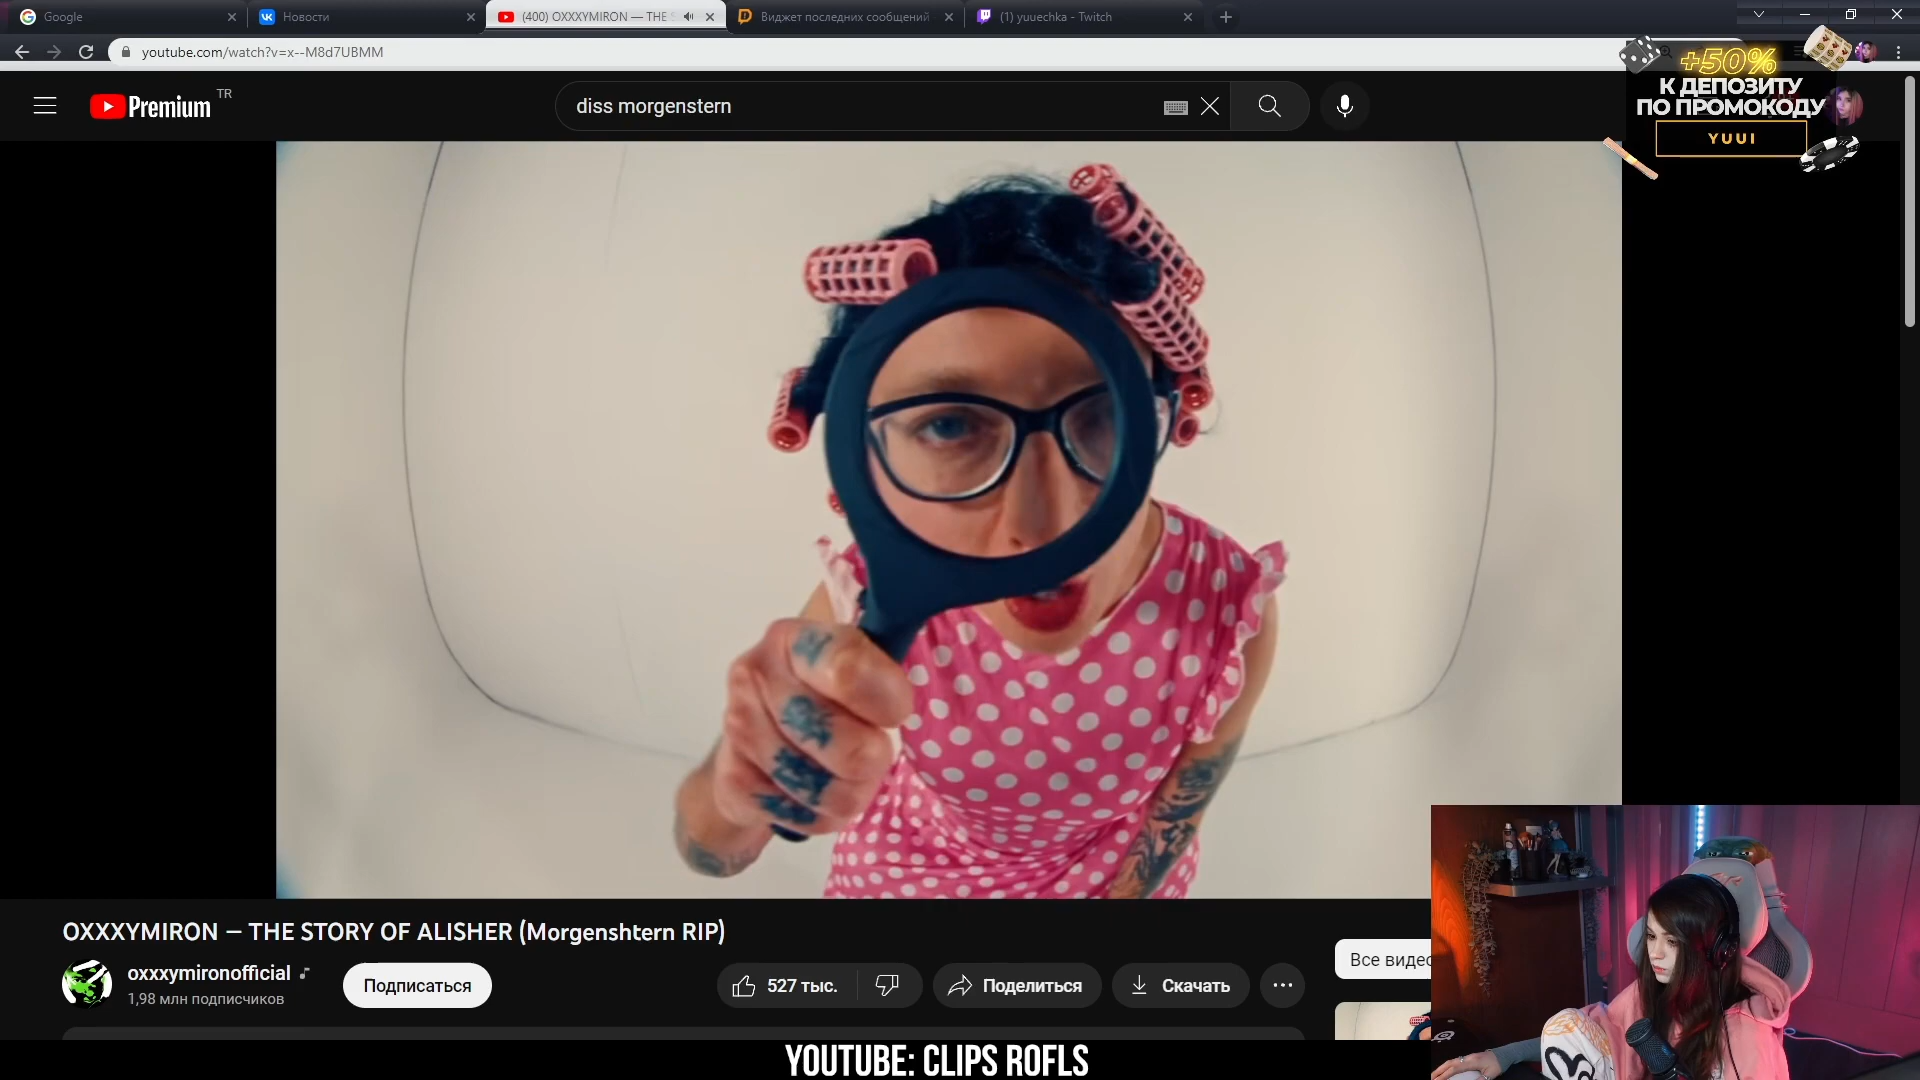 Google
Новости
(400) OXXXYMIRON — THE S
Виджет последних сообщений
(1) yuuechka - Twitch
youtube.com/watch?v=x--M8d7UBMM
Premium TR
diss morgenstern
+50%
К ДЕПОЗИТУ
ПО ПРОМОКОДУ
YUUI
OXXXYMIRON – THE STORY OF ALISHER (Morgenshtern RIP)
oxxxymironofficial
1,98 млн подписчиков
Подписаться
527 тыс.
Поделиться
Скачать
Все видео
YOUTUBE: CLIPS ROFLS